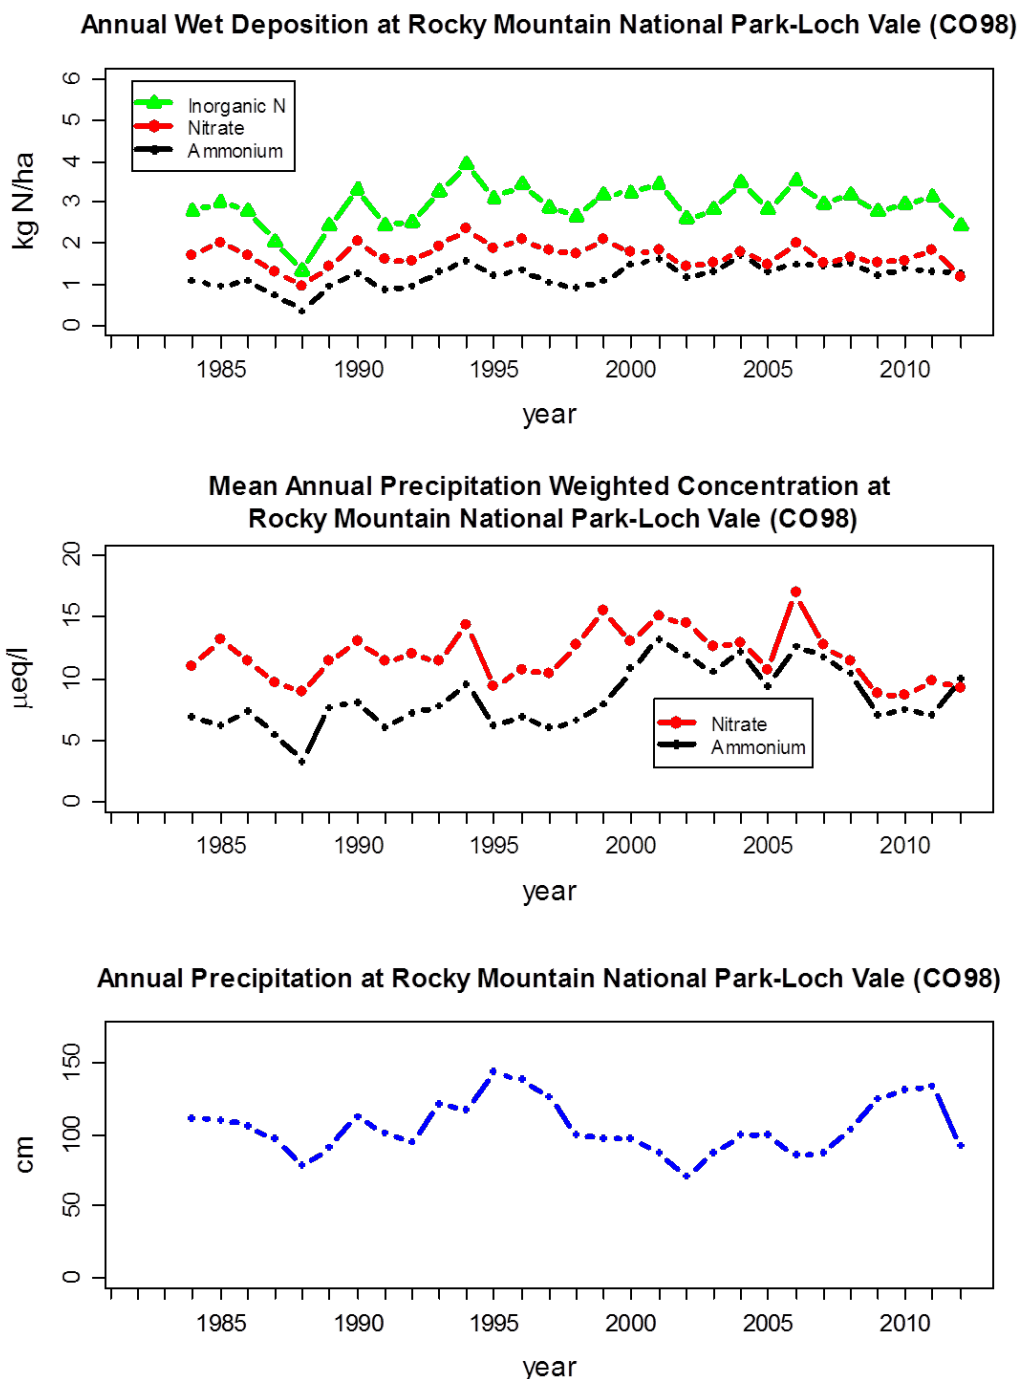 Annual Wet Deposition at Rocky Mountain National Park-Loch Vale (CO98)
6
5
4
3
2
1
0
kg N/ha
Inorganic N
Nitrate
Ammonium
1985 1990 1995 2000 2005 2010
year
Mean Annual Precipitation Weighted Concentration at
Rocky Mountain National Park-Loch Vale (CO98)
20
15
10
5
0
μeq/l
Nitrate
Ammonium
1985 1990 1995 2000 2005 2010
year
Annual Precipitation at Rocky Mountain National Park-Loch Vale (CO98)
150
100
50
0
cm
1985 1990 1995 2000 2005 2010
year